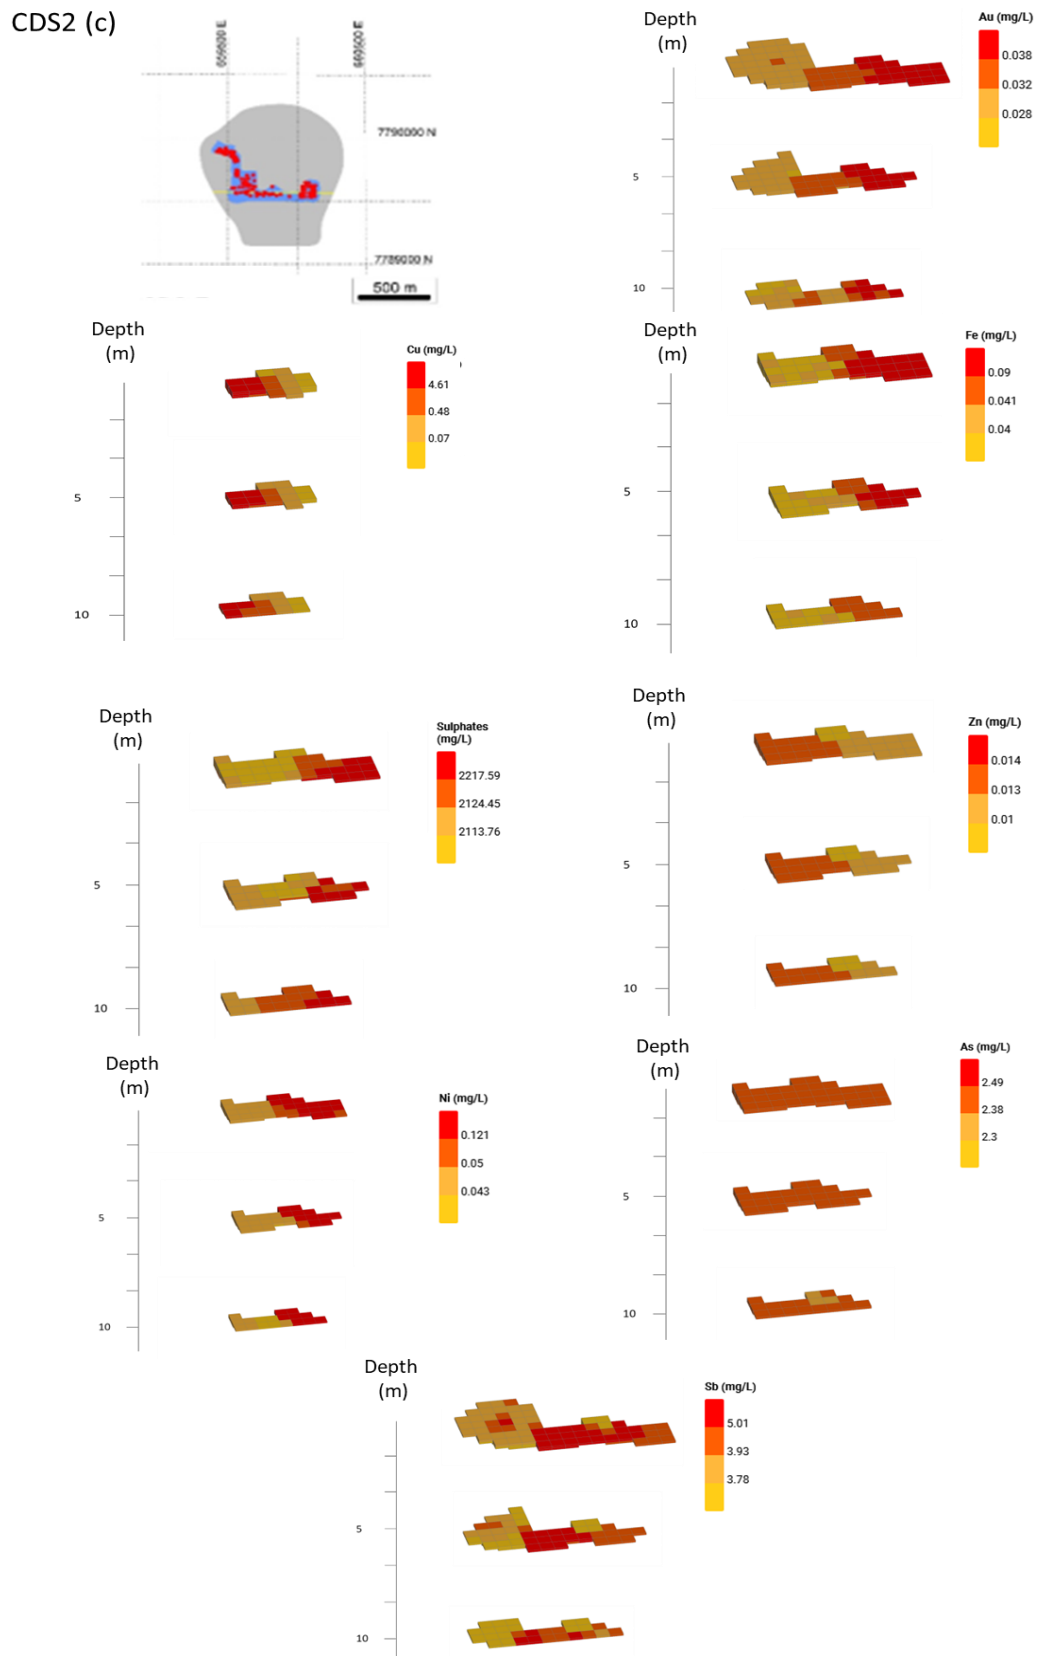 CDS2 (c)
7790000 N
7789000 N
500 m
Depth
(m)
5
10
Au (mg/L)
0.038
0.032
0.028
Depth
(m)
5
10
Cu (mg/L)
4.61
0.48
0.07
Depth
(m)
5
10
Fe (mg/L)
0.09
0.041
0.04
Depth
(m)
5
10
Sulphates
(mg/L)
2217.59
2124.45
2113.76
Depth
(m)
5
10
Zn (mg/L)
0.014
0.013
0.01
Depth
(m)
5
10
Ni (mg/L)
0.121
0.05
0.043
Depth
(m)
5
10
As (mg/L)
2.49
2.38
2.3
Depth
(m)
5
10
Sb (mg/L)
5.01
3.93
3.78